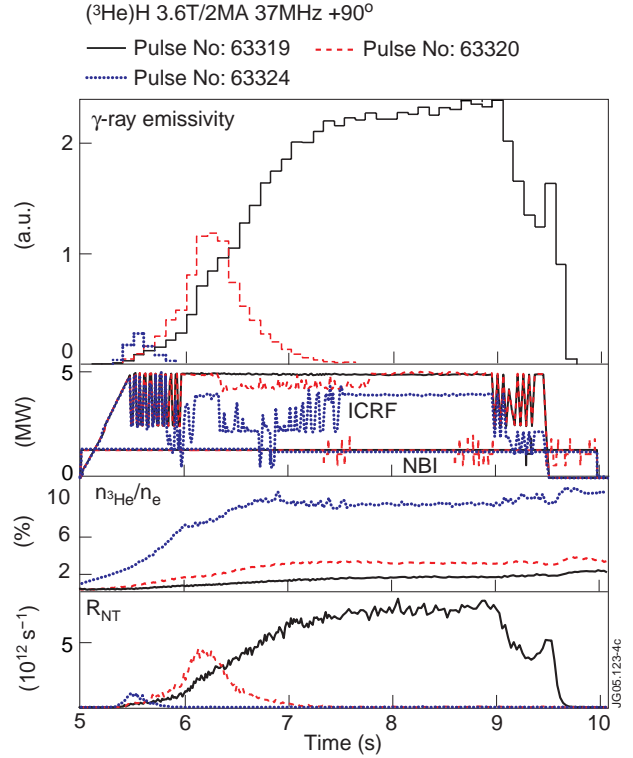 (³He)H 3.6T/2MA 37MHz +90º
Pulse No: 63319
Pulse No: 63320
Pulse No: 63324
γ-ray emissivity
2
(a.u.)
1
0
5
ICRF
(MW)
NBI
0
n₃He/nₑ
10
(%)
6
2
R_NT
5
(10¹² s⁻¹)
5 6 7 8 9 10
Time (s)
JG05.123-4c